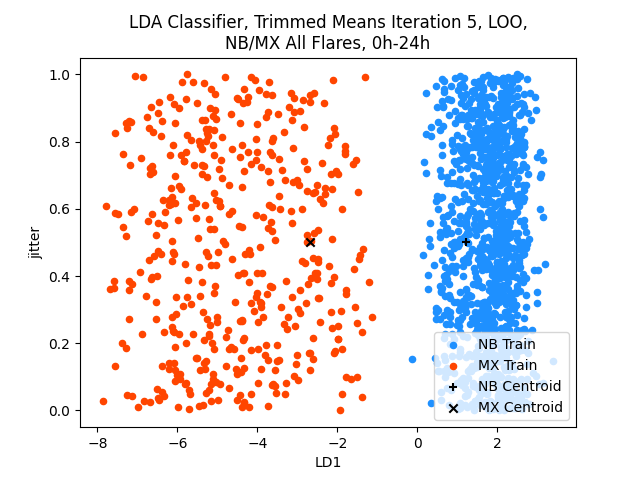 LDA Classifier, Trimmed Means Iteration 5, LOO,
NB/MX All Flares, 0h-24h
1.0
0.8
0.6
0.4
0.2
0.0
jitter
−8
−6
−4
−2
0
2
LD1
NB Train
MX Train
NB Centroid
MX Centroid